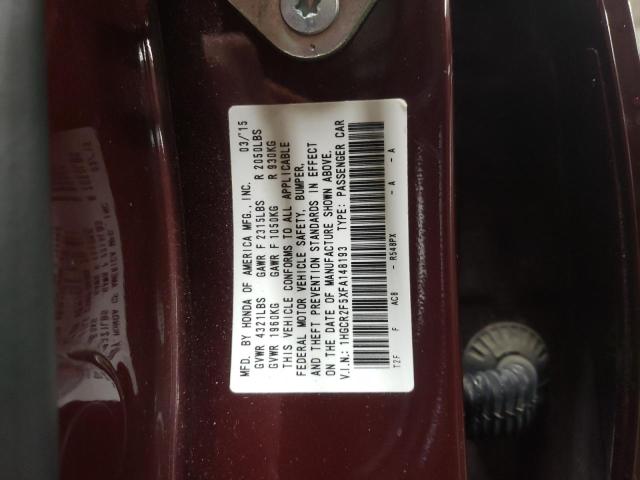 MFD. BY HONDA OF AMERICA MFG., INC. 03/'15
GVWR 4321LBS GAWR F 2315LBS R 2050LBS
GVWR 1960KG GAWR F 1050KG R 930KG
THIS VEHICLE CONFORMS TO ALL APPLICABLE
FEDERAL MOTOR VEHICLE SAFETY, BUMPER,
AND THEFT PREVENTION STANDARDS IN EFFECT
ON THE DATE OF MANUFACTURE SHOWN ABOVE.
V.I.N.: 1HGCR2F5XFA148193 TYPE: PASSENGER CAR
T2F F AC8 - R548PX - A - A